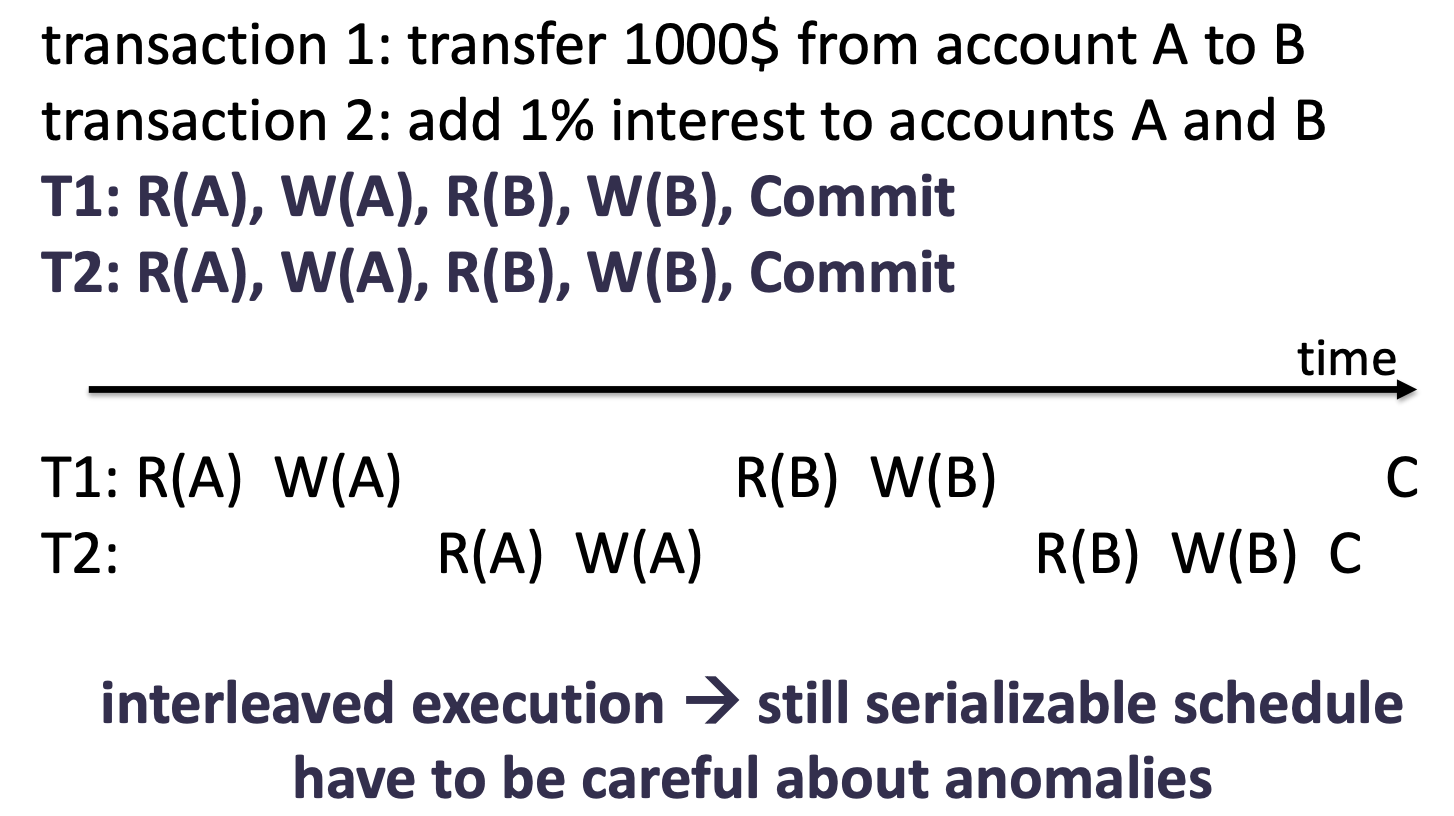 transaction 1: transfer 1000$ from account A to B
transaction 2: add 1% interest to accounts A and B
T1: R(A), W(A), R(B), W(B), Commit
T2: R(A), W(A), R(B), W(B), Commit
time
T1: R(A) W(A) R(B) W(B) C
T2: R(A) W(A) R(B) W(B) C
interleaved execution → still serializable schedule
have to be careful about anomalies